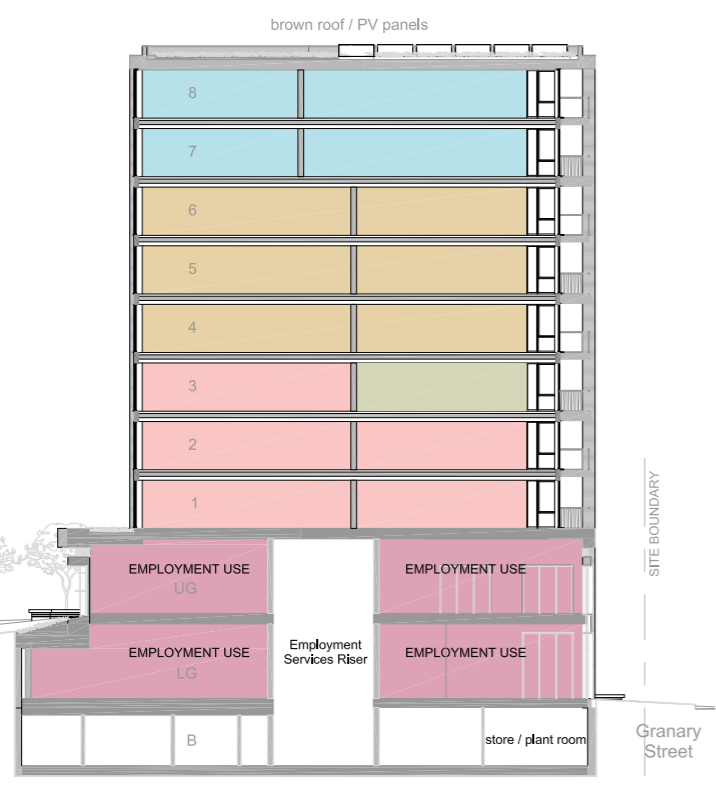 brown roof / PV panels
8
7
6
5
4
3
2
1
EMPLOYMENT USE
UG
EMPLOYMENT USE
EMPLOYMENT USE
LG
Employment
Services Riser
EMPLOYMENT USE
B
store / plant room
SITE BOUNDARY
Granary
Street